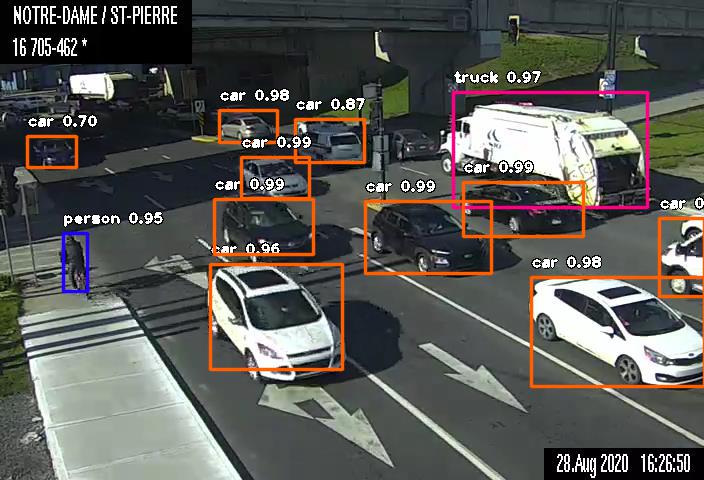 NOTRE-DAME / ST-PIERRE
16 705-462 *
truck 0.97
car 0.98
car 0.87
car 0.70
car 0.99
car 0.99
car 0.99
car 0.99
car 0
person 0.95
car 0.96
car 0.98
28.Aug 2020 16:26:50